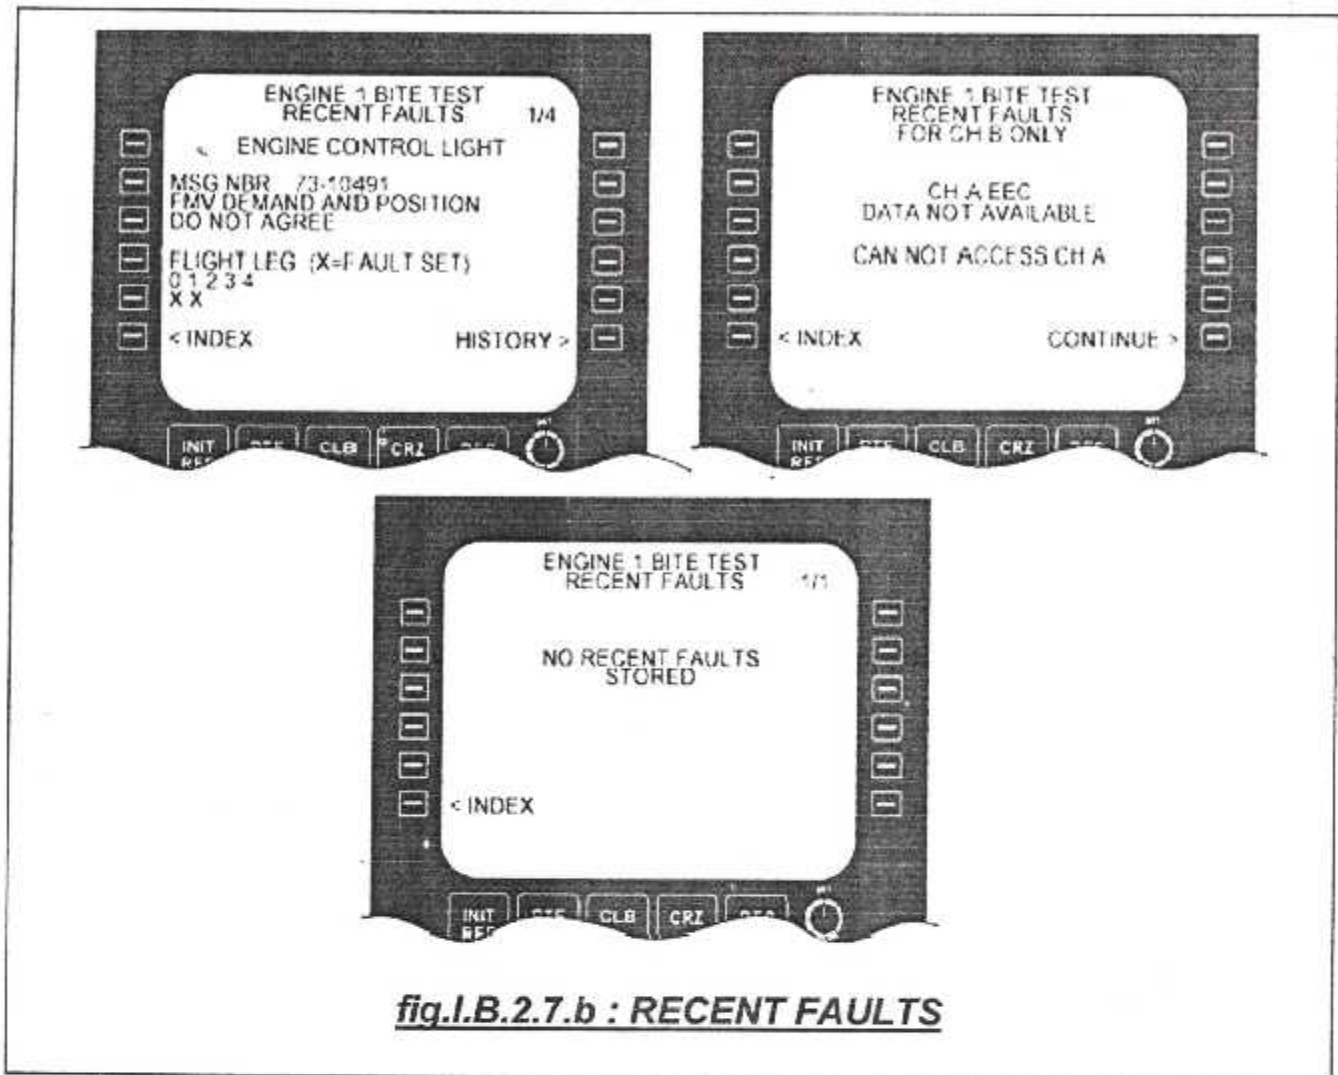 ENGINE 1 BITE TEST
RECENT FAULTS 1/4
ENGINE CONTROL LIGHT
MSG NBR 73-10491
FMV DEMAND AND POSITION
DO NOT AGREE
FLIGHT LEG (X=FAULT SET)
0 1 2 3 4
X X
< INDEX HISTORY >
INIT CLB CRZ
ENGINE 1 BITE TEST
RECENT FAULTS
FOR CH B ONLY
CH A EEC
DATA NOT AVAILABLE
CAN NOT ACCESS CH A
< INDEX CONTINUE >
INIT CLB CRZ
ENGINE 1 BITE TEST
RECENT FAULTS 1/1
NO RECENT FAULTS
STORED
< INDEX
INIT CLB CRZ
fig.I.B.2.7.b : RECENT FAULTS